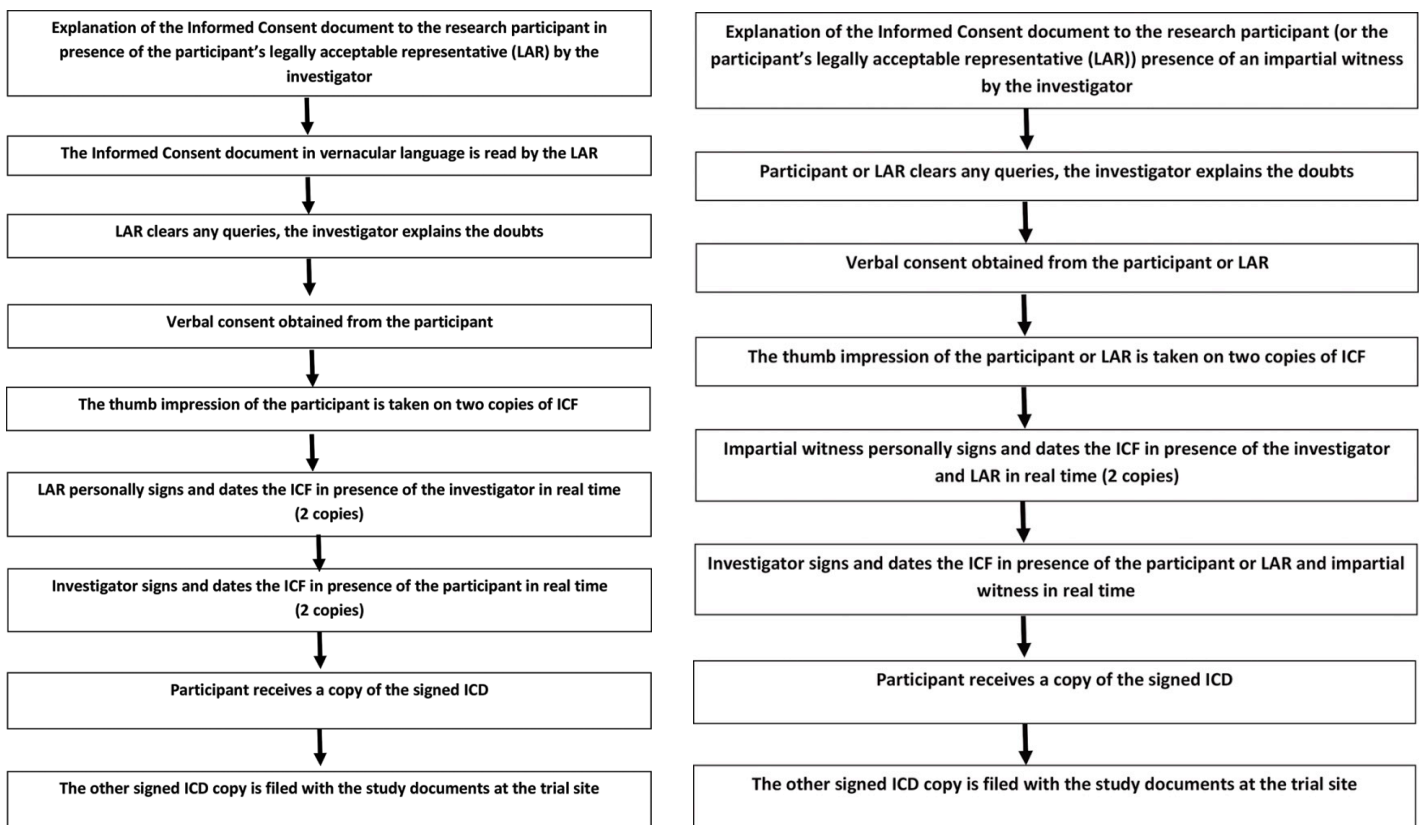 Explanation of the Informed Consent document to the research participant in
presence of the participant's legally acceptable representative (LAR) by the
investigator
The Informed Consent document in vernacular language is read by the LAR
LAR clears any queries, the investigator explains the doubts
Verbal consent obtained from the participant
The thumb impression of the participant is taken on two copies of ICF
LAR personally signs and dates the ICF in presence of the investigator in real time
(2 copies)
Investigator signs and dates the ICF in presence of the participant in real time
(2 copies)
Participant receives a copy of the signed ICD
The other signed ICD copy is filed with the study documents at the trial site
Explanation of the Informed Consent document to the research participant (or the
participant's legally acceptable representative (LAR)) presence of an impartial witness
by the investigator
Participant or LAR clears any queries, the investigator explains the doubts
Verbal consent obtained from the participant or LAR
The thumb impression of the participant or LAR is taken on two copies of ICF
Impartial witness personally signs and dates the ICF in presence of the investigator
and LAR in real time (2 copies)
Investigator signs and dates the ICF in presence of the participant or LAR and impartial
witness in real time
Participant receives a copy of the signed ICD
The other signed ICD copy is filed with the study documents at the trial site